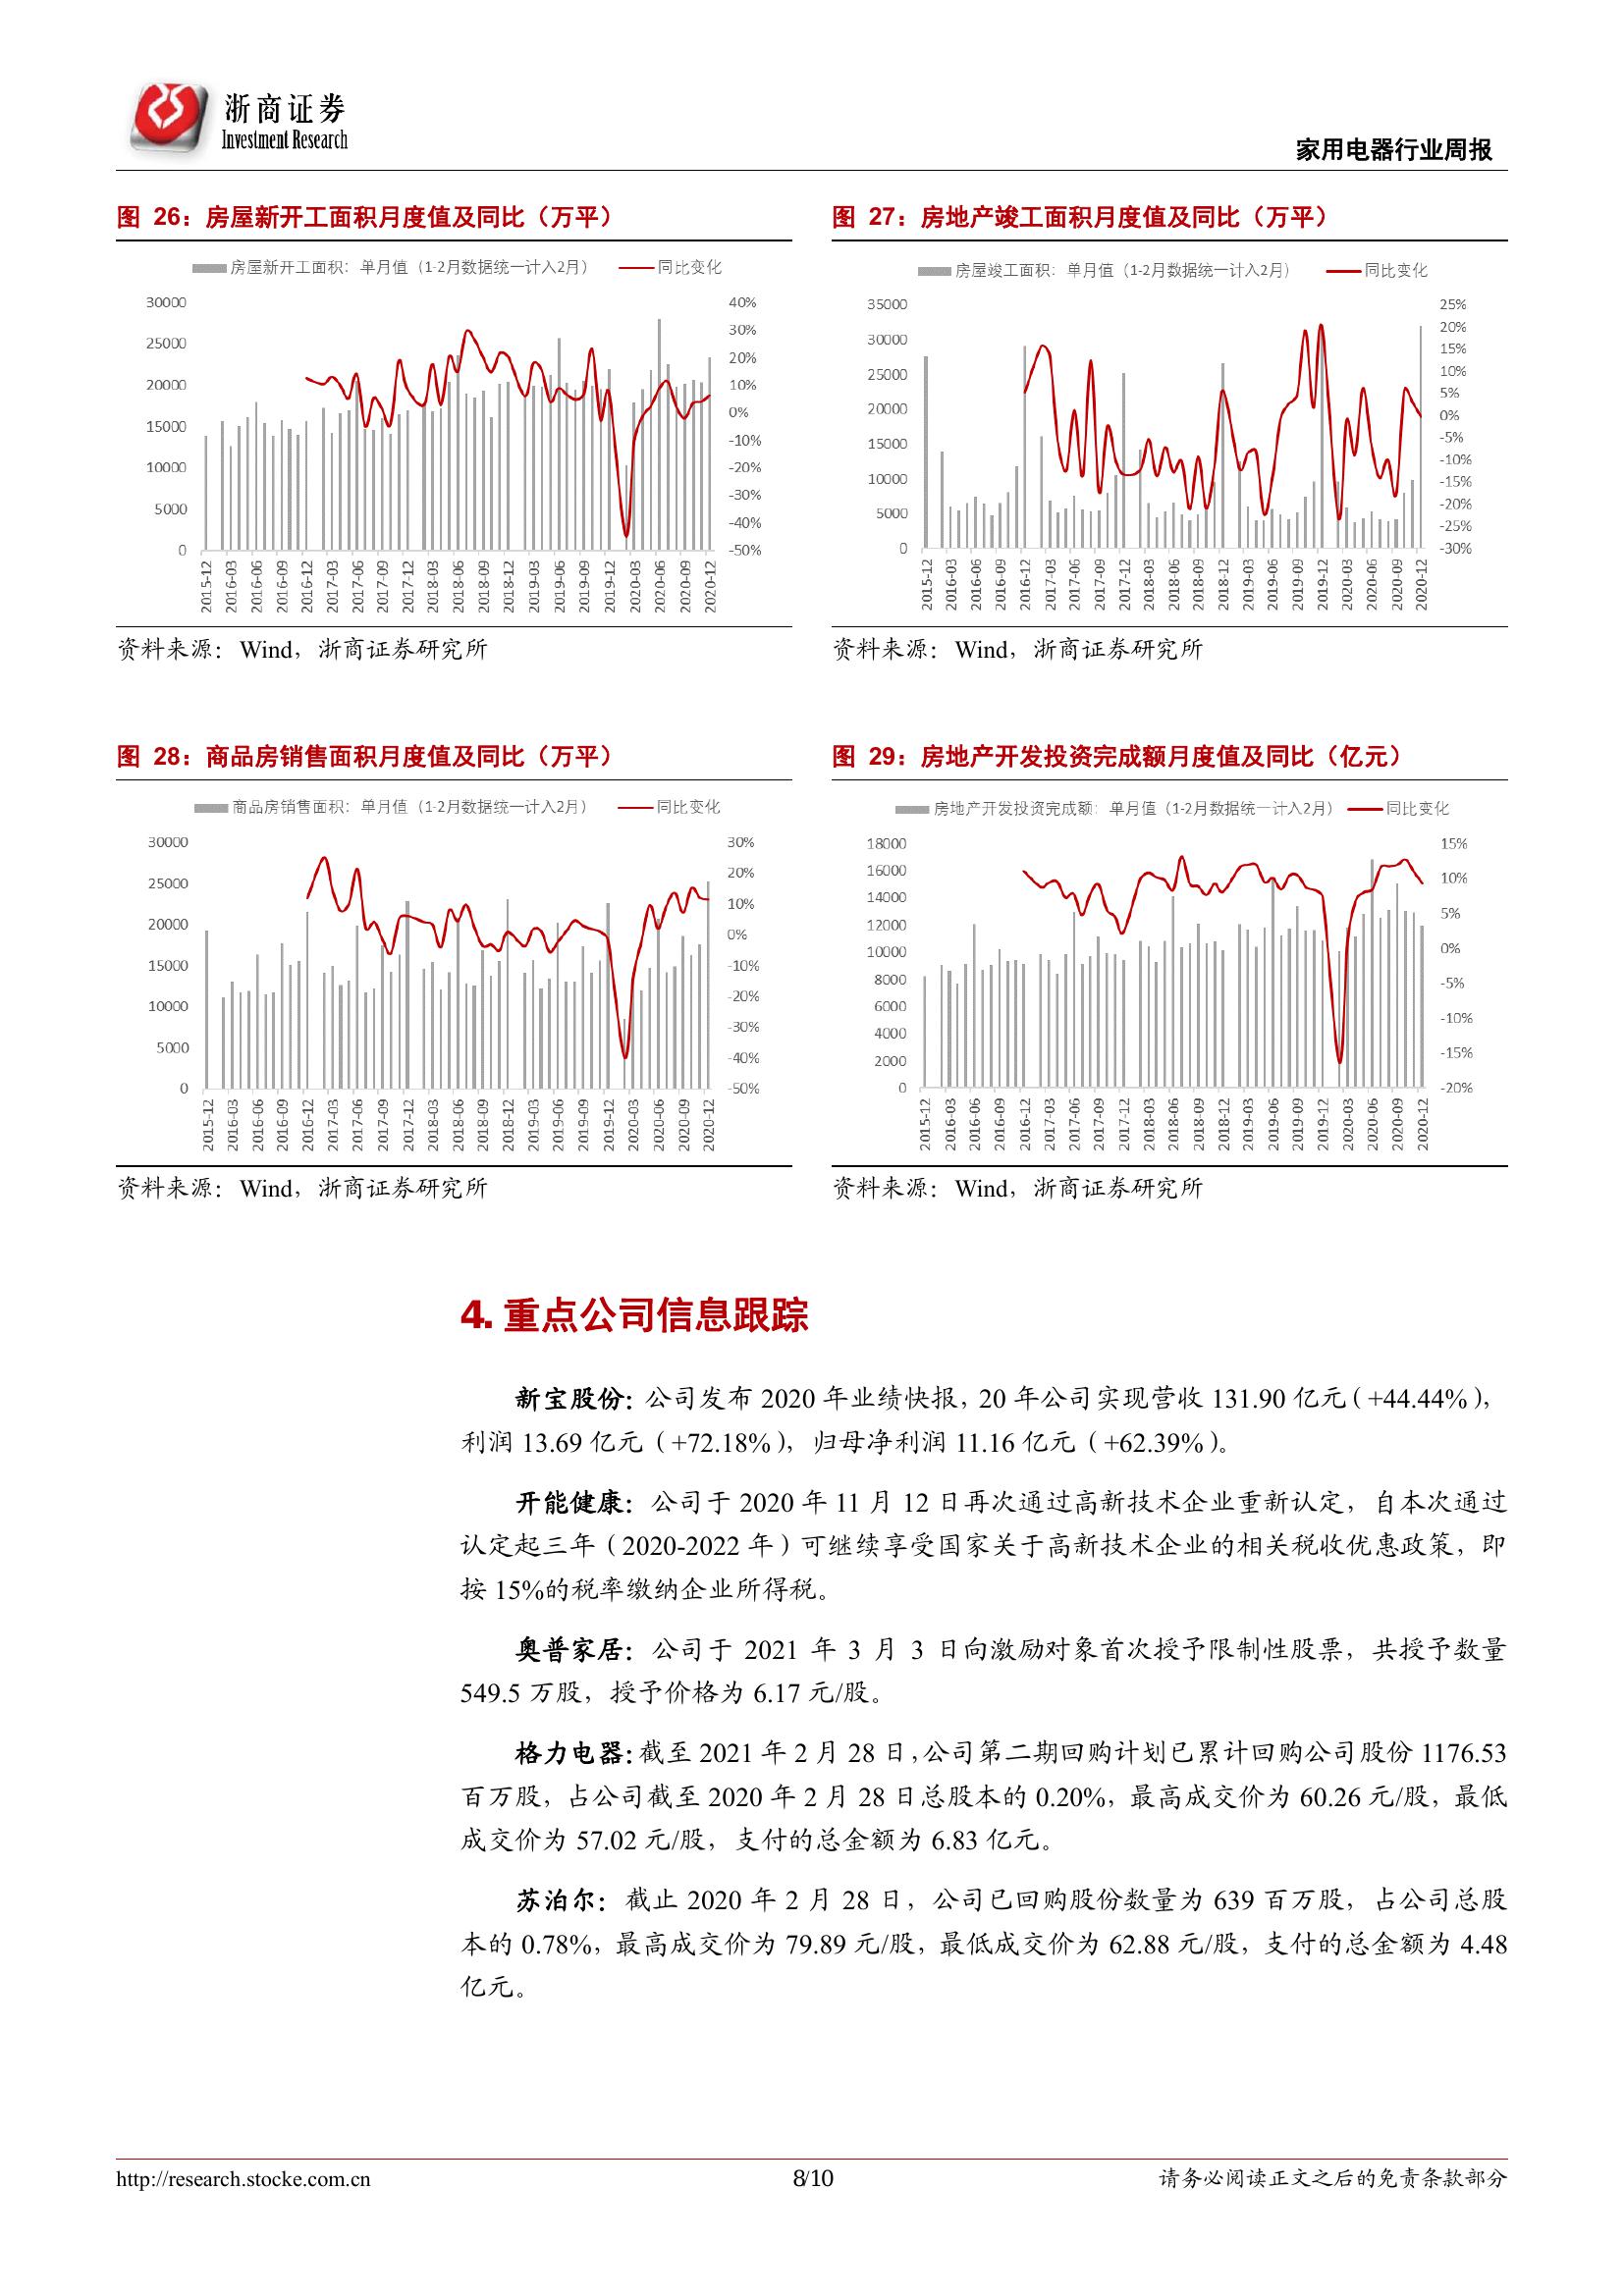 浙商证券
Investment Research
家用电器行业周报
图 26：房屋新开工面积月度值及同比（万平）
房屋新开工面积：单月值（1-2月数据统一计入2月） 同比变化
30000
25000
20000
15000
10000
5000
0
40%
30%
20%
10%
0%
-10%
-20%
-30%
-40%
-50%
2015-12 2016-03 2016-06 2016-09 2016-12 2017-03 2017-06 2017-09 2017-12 2018-03 2018-06 2018-09 2018-12 2019-03 2019-06 2019-09 2019-12 2020-03 2020-06 2020-09 2020-12
资料来源：Wind，浙商证券研究所
图 27：房地产竣工面积月度值及同比（万平）
房屋竣工面积：单月值（1-2月数据统一计入2月） 同比变化
35000
30000
25000
20000
15000
10000
5000
0
25%
20%
15%
10%
5%
0%
-5%
-10%
-15%
-20%
-25%
-30%
2015-12 2016-03 2016-06 2016-09 2016-12 2017-03 2017-06 2017-09 2017-12 2018-03 2018-06 2018-09 2018-12 2019-03 2019-06 2019-09 2019-12 2020-03 2020-06 2020-09 2020-12
资料来源：Wind，浙商证券研究所
图 28：商品房销售面积月度值及同比（万平）
商品房销售面积：单月值（1-2月数据统一计入2月） 同比变化
30000
25000
20000
15000
10000
5000
0
30%
20%
10%
0%
-10%
-20%
-30%
-40%
-50%
2015-12 2016-03 2016-06 2016-09 2016-12 2017-03 2017-06 2017-09 2017-12 2018-03 2018-06 2018-09 2018-12 2019-03 2019-06 2019-09 2019-12 2020-03 2020-06 2020-09 2020-12
资料来源：Wind，浙商证券研究所
图 29：房地产开发投资完成额月度值及同比（亿元）
房地产开发投资完成额：单月值（1-2月数据统一计入2月） 同比变化
18000
16000
14000
12000
10000
8000
6000
4000
2000
0
15%
10%
5%
0%
-5%
-10%
-15%
-20%
2015-12 2016-03 2016-06 2016-09 2016-12 2017-03 2017-06 2017-09 2017-12 2018-03 2018-06 2018-09 2018-12 2019-03 2019-06 2019-09 2019-12 2020-03 2020-06 2020-09 2020-12
资料来源：Wind，浙商证券研究所
4. 重点公司信息跟踪
新宝股份：公司发布 2020 年业绩快报，20 年公司实现营收 131.90 亿元（+44.44%），
利润 13.69 亿元（+72.18%），归母净利润 11.16 亿元（+62.39%）。
开能健康：公司于 2020 年 11 月 12 日再次通过高新技术企业重新认定，自本次通过
认定起三年（2020-2022 年）可继续享受国家关于高新技术企业的相关税收优惠政策，即
按 15%的税率缴纳企业所得税。
奥普家居：公司于 2021 年 3 月 3 日向激励对象首次授予限制性股票，共授予数量
549.5 万股，授予价格为 6.17 元/股。
格力电器：截至 2021 年 2 月 28 日，公司第二期回购计划已累计回购公司股份 1176.53
百万股，占公司截至 2020 年 2 月 28 日总股本的 0.20%，最高成交价为 60.26 元/股，最低
成交价为 57.02 元/股，支付的总金额为 6.83 亿元。
苏泊尔：截止 2020 年 2 月 28 日，公司已回购股份数量为 639 百万股，占公司总股
本的 0.78%，最高成交价为 79.89 元/股，最低成交价为 62.88 元/股，支付的总金额为 4.48
亿元。
http://research.stocke.com.cn
8/10
请务必阅读正文之后的免责条款部分